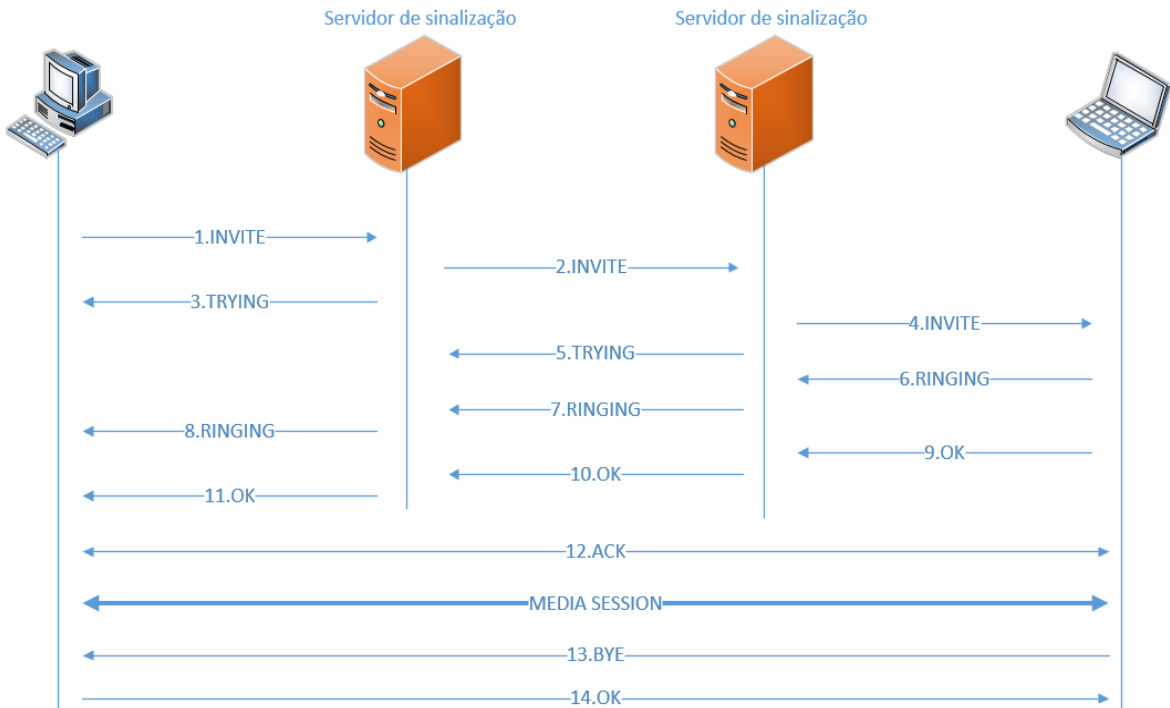 Servidor de sinalização
Servidor de sinalização
1.INVITE
2.INVITE
3.TRYING
4.INVITE
5.TRYING
6.RINGING
7.RINGING
8.RINGING
9.OK
10.OK
11.OK
12.ACK
MEDIA SESSION
13.BYE
14.OK